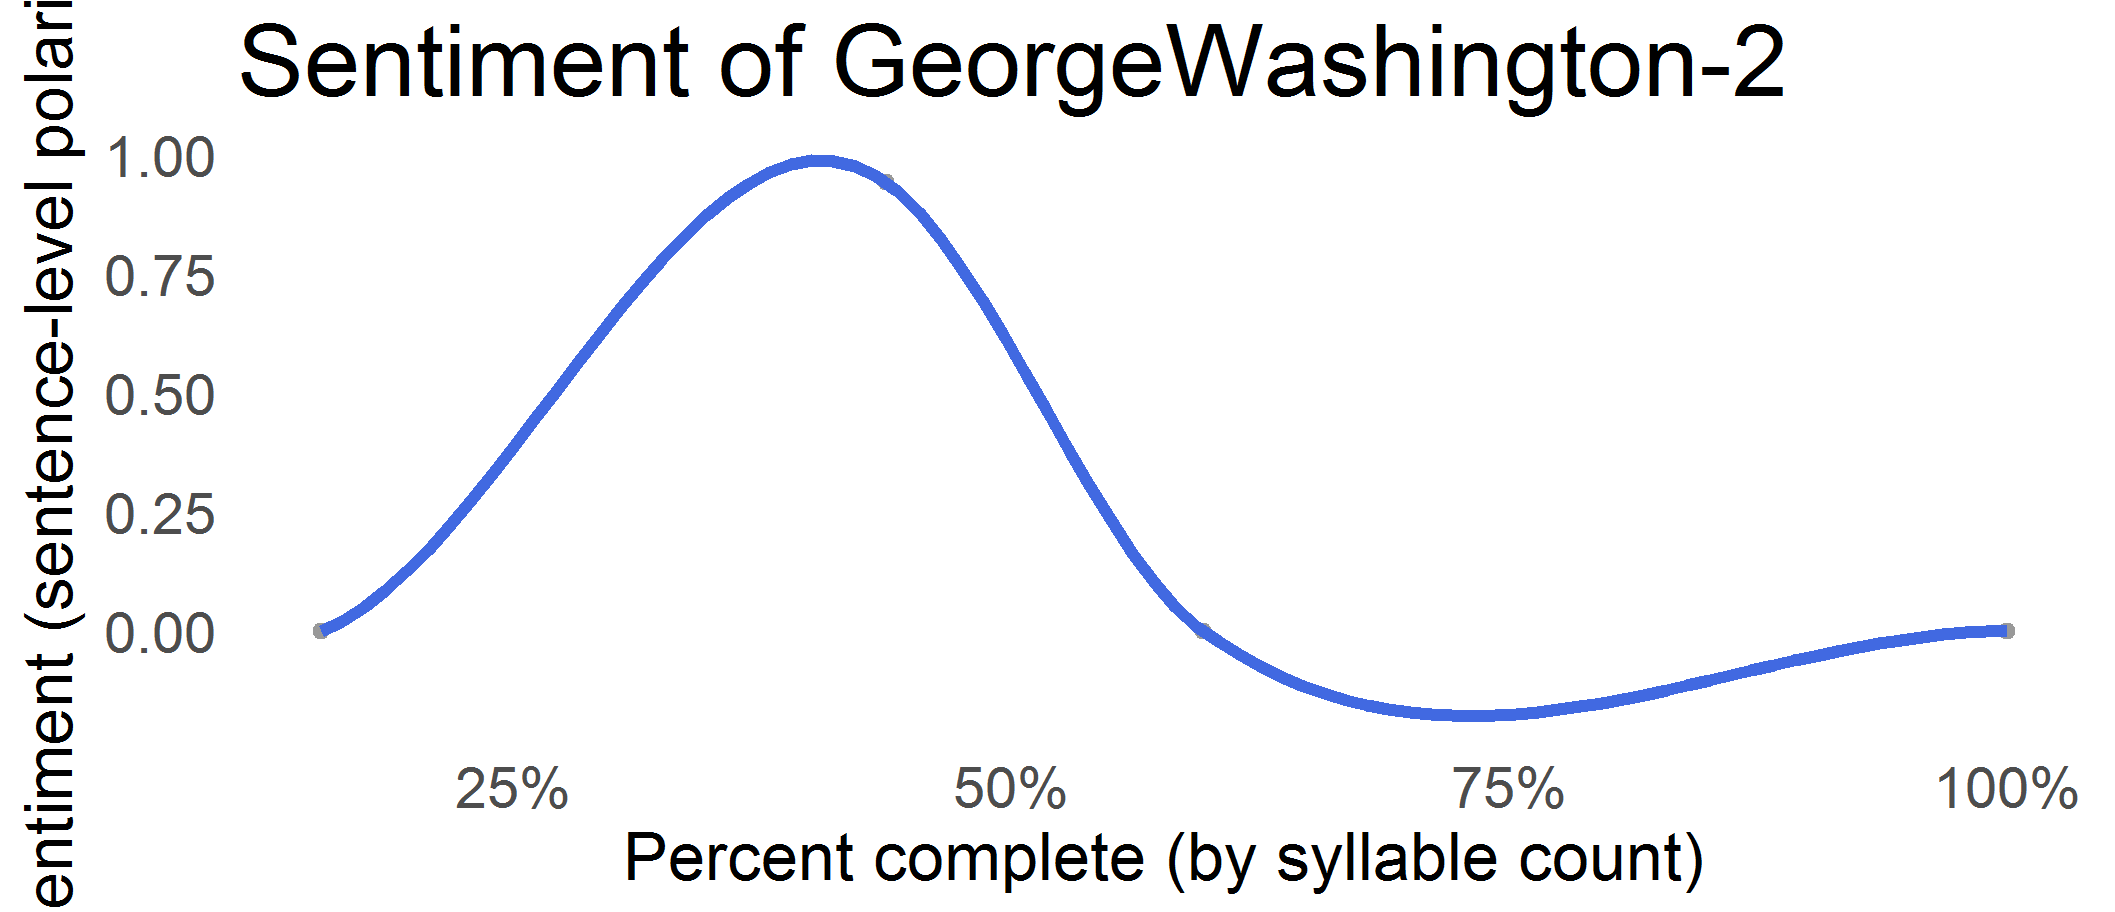 Sentiment of GeorgeWashington-2
entiment (sentence-level polari
1.00
0.75
0.50
0.25
0.00
25% 50% 75% 100%
Percent complete (by syllable count)